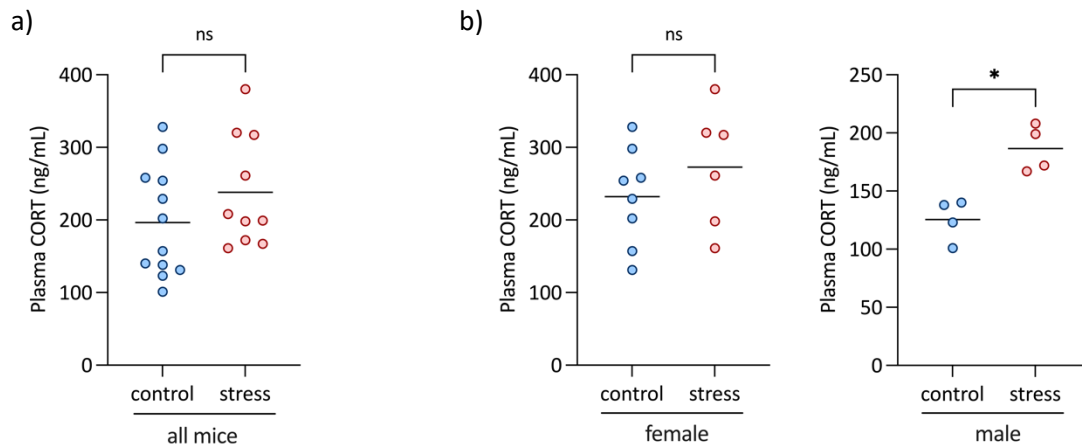 a)
ns
Plasma CORT (ng/mL)
400
300
200
100
0
control stress
all mice
b)
ns
Plasma CORT (ng/mL)
400
300
200
100
0
control stress
female
*
Plasma CORT (ng/mL)
250
200
150
100
50
0
control stress
male